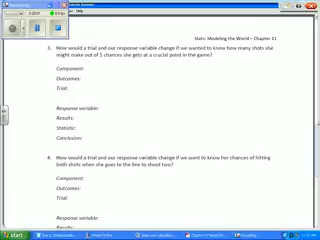 Stats: Modeling the World – Chapter 11
3. How would a trial and our response variable change if we wanted to know how many shots she
might make out of 5 chances she gets at a crucial point in the game?
Component:
Outcomes:
Trial:
Response variable:
Results:
Statistic:
Conclusion:
4. How would a trial and our response variable change if we want to know her chances of hitting
both shots when she goes to the line to shoot two?
Component:
Outcomes:
Trial:
Response variable:
Results:
start